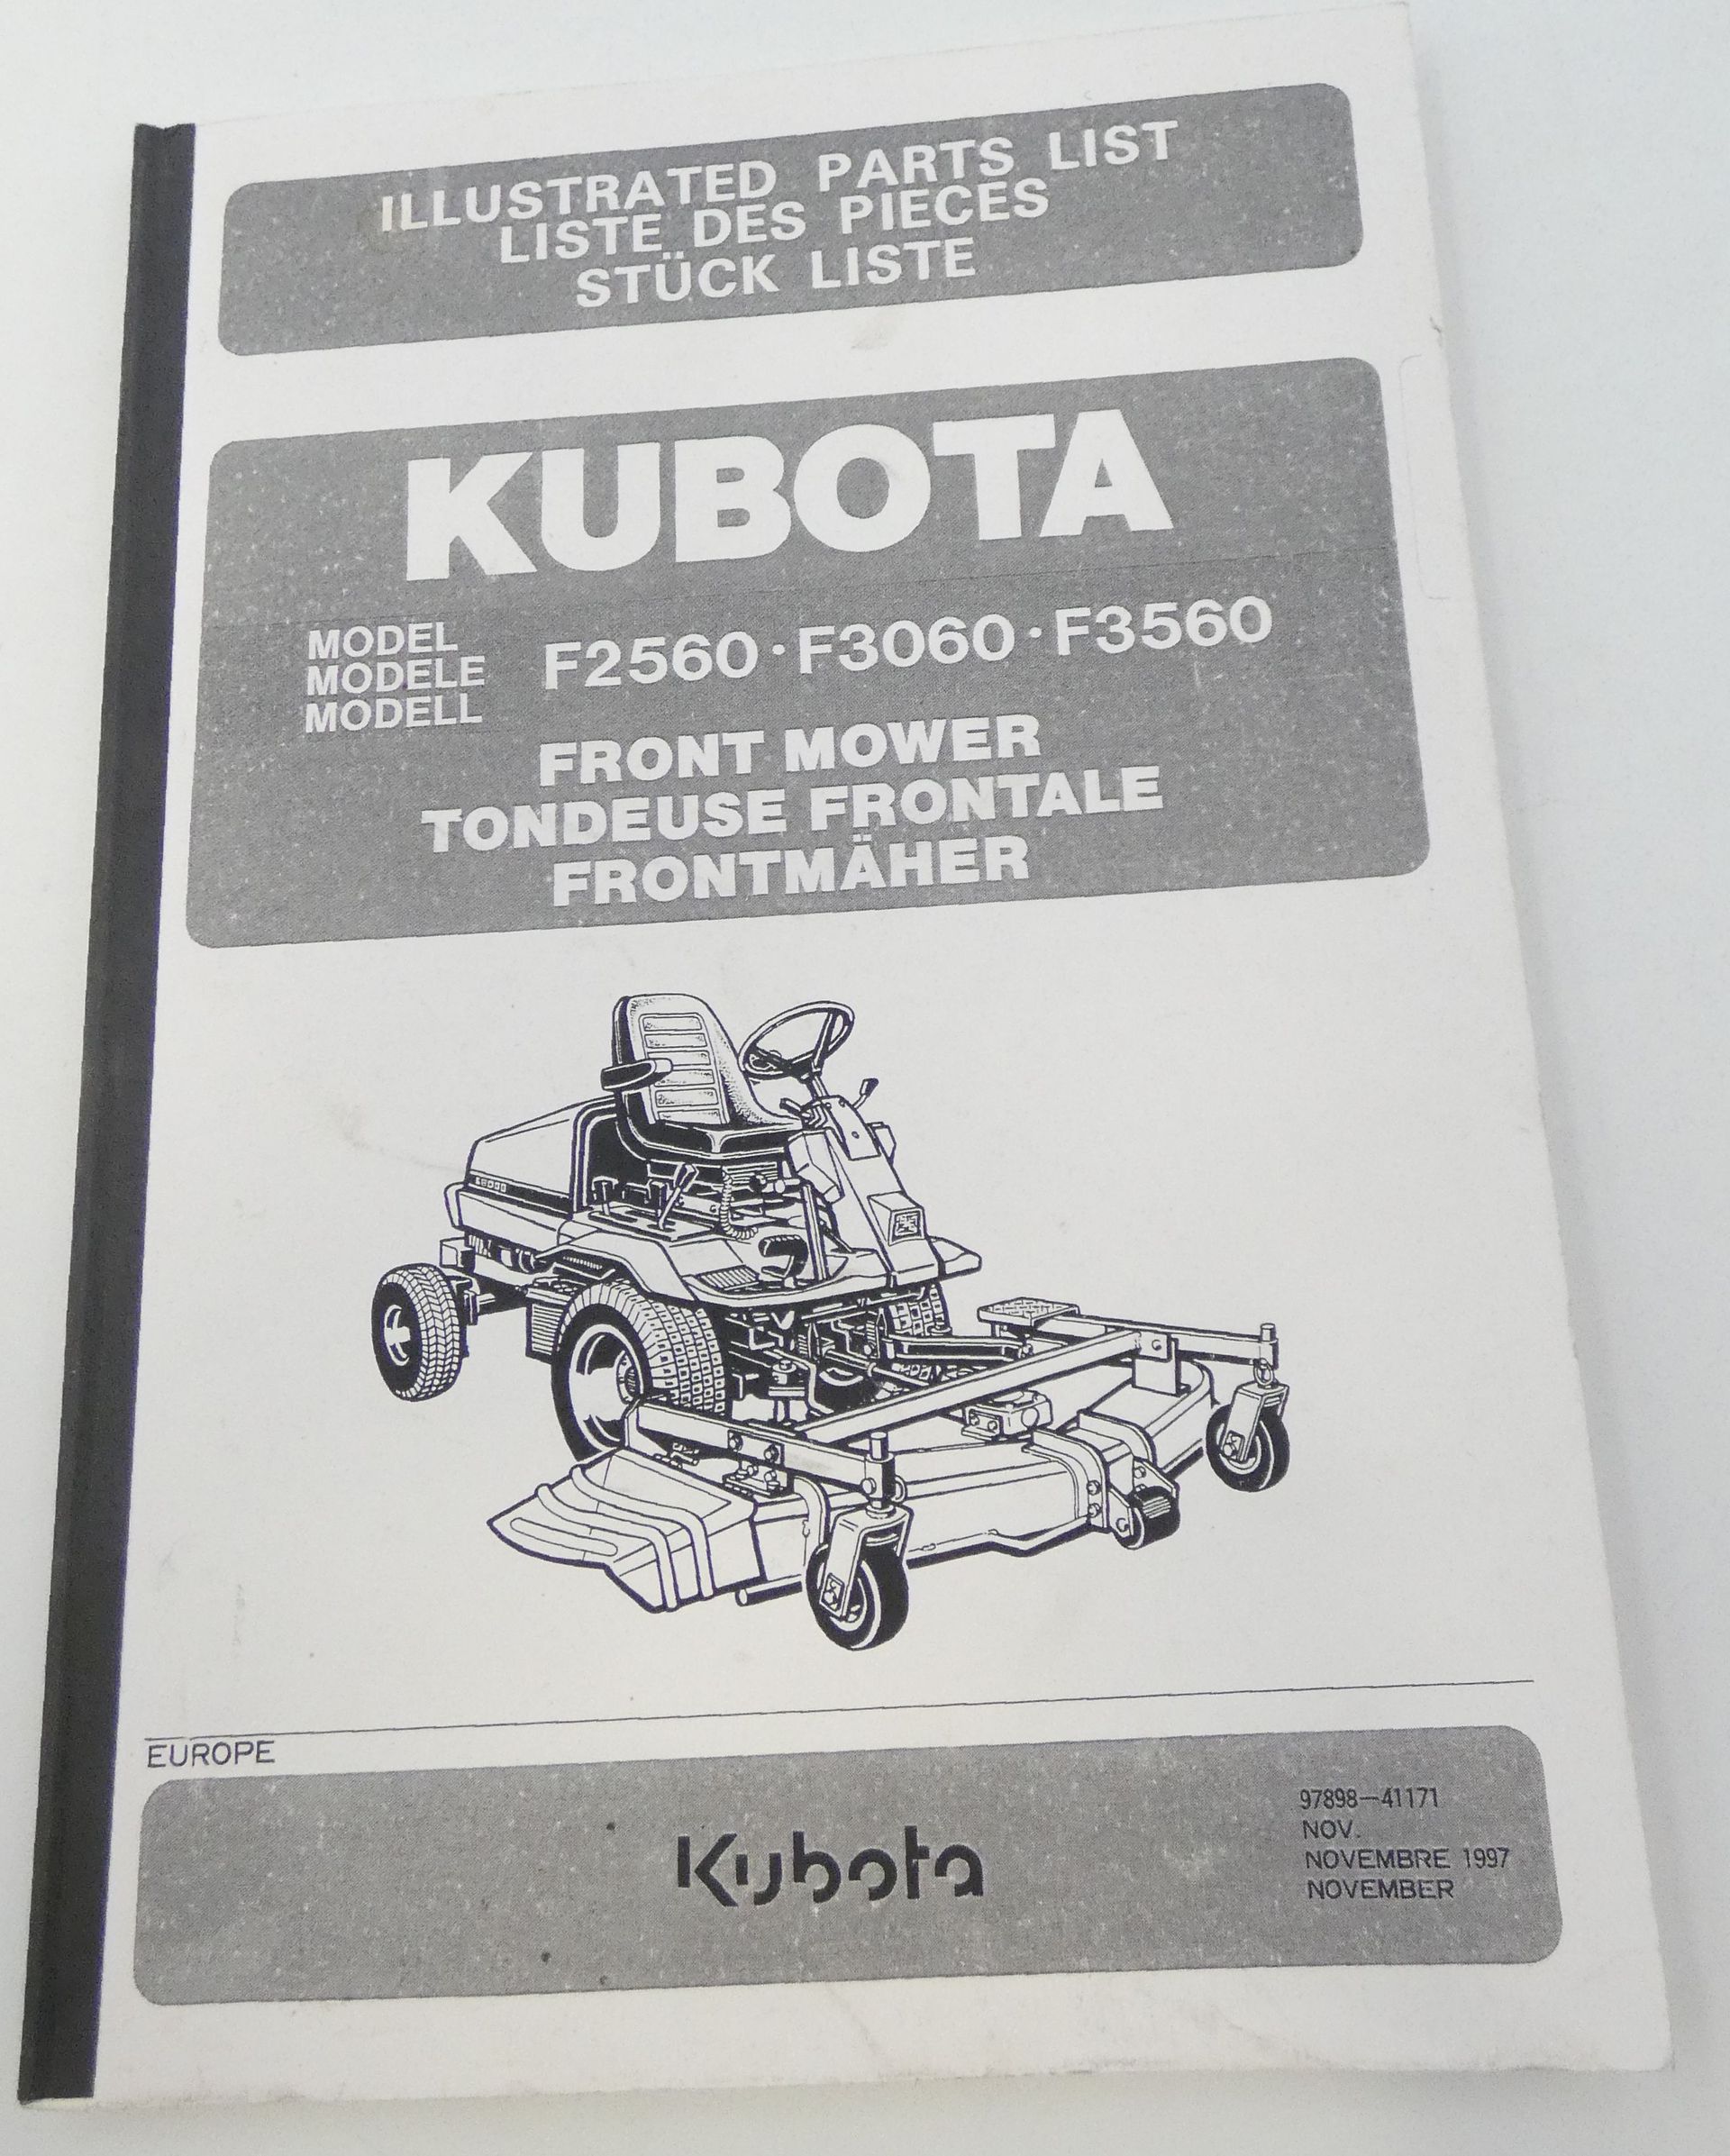 ILLUSTRATED PARTS LIST
LISTE DES PIECES
STÜCK LISTE
KUBOTA
MODEL
MODELE
MODELL
F2560・F3060・F3560
FRONT MOWER
TONDEUSE FRONTALE
FRONTMÄHER
EUROPE
Kubota
97898-41171
NOV.
NOVEMBRE 1997
NOVEMBER